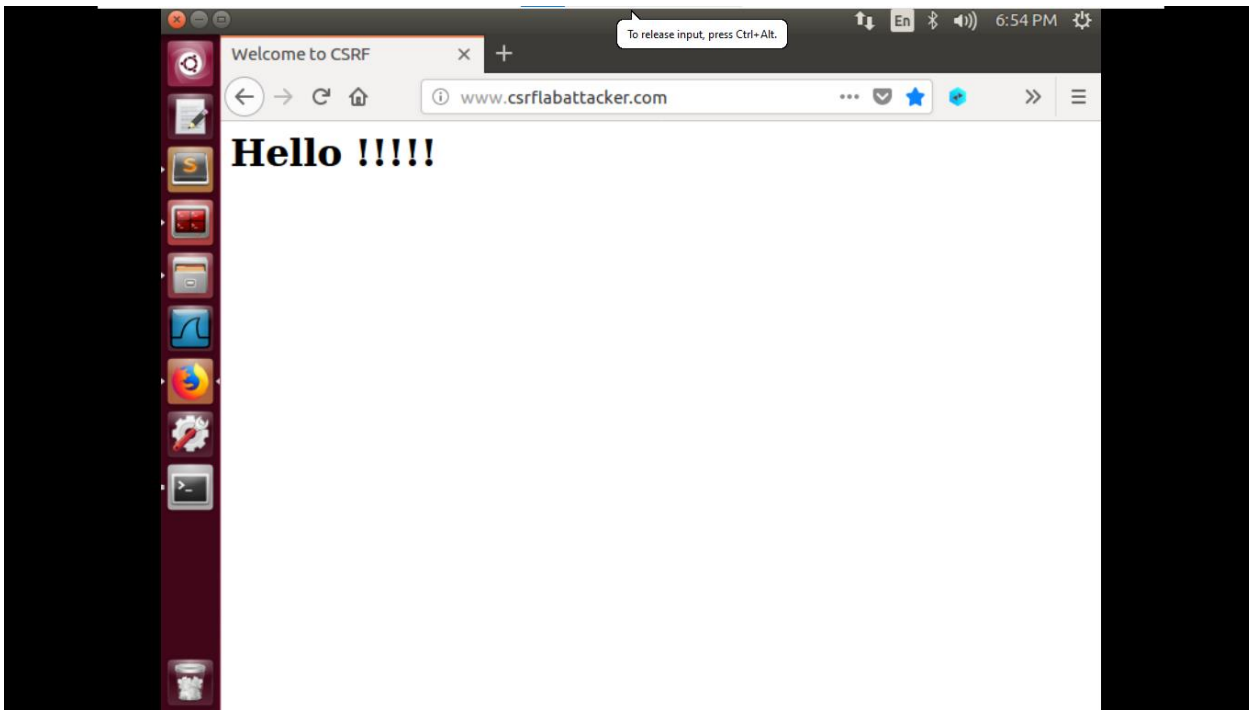 To release input, press Ctrl+Alt.
En
6:54 PM
Welcome to CSRF
www.csrflabattacker.com
Hello !!!!!